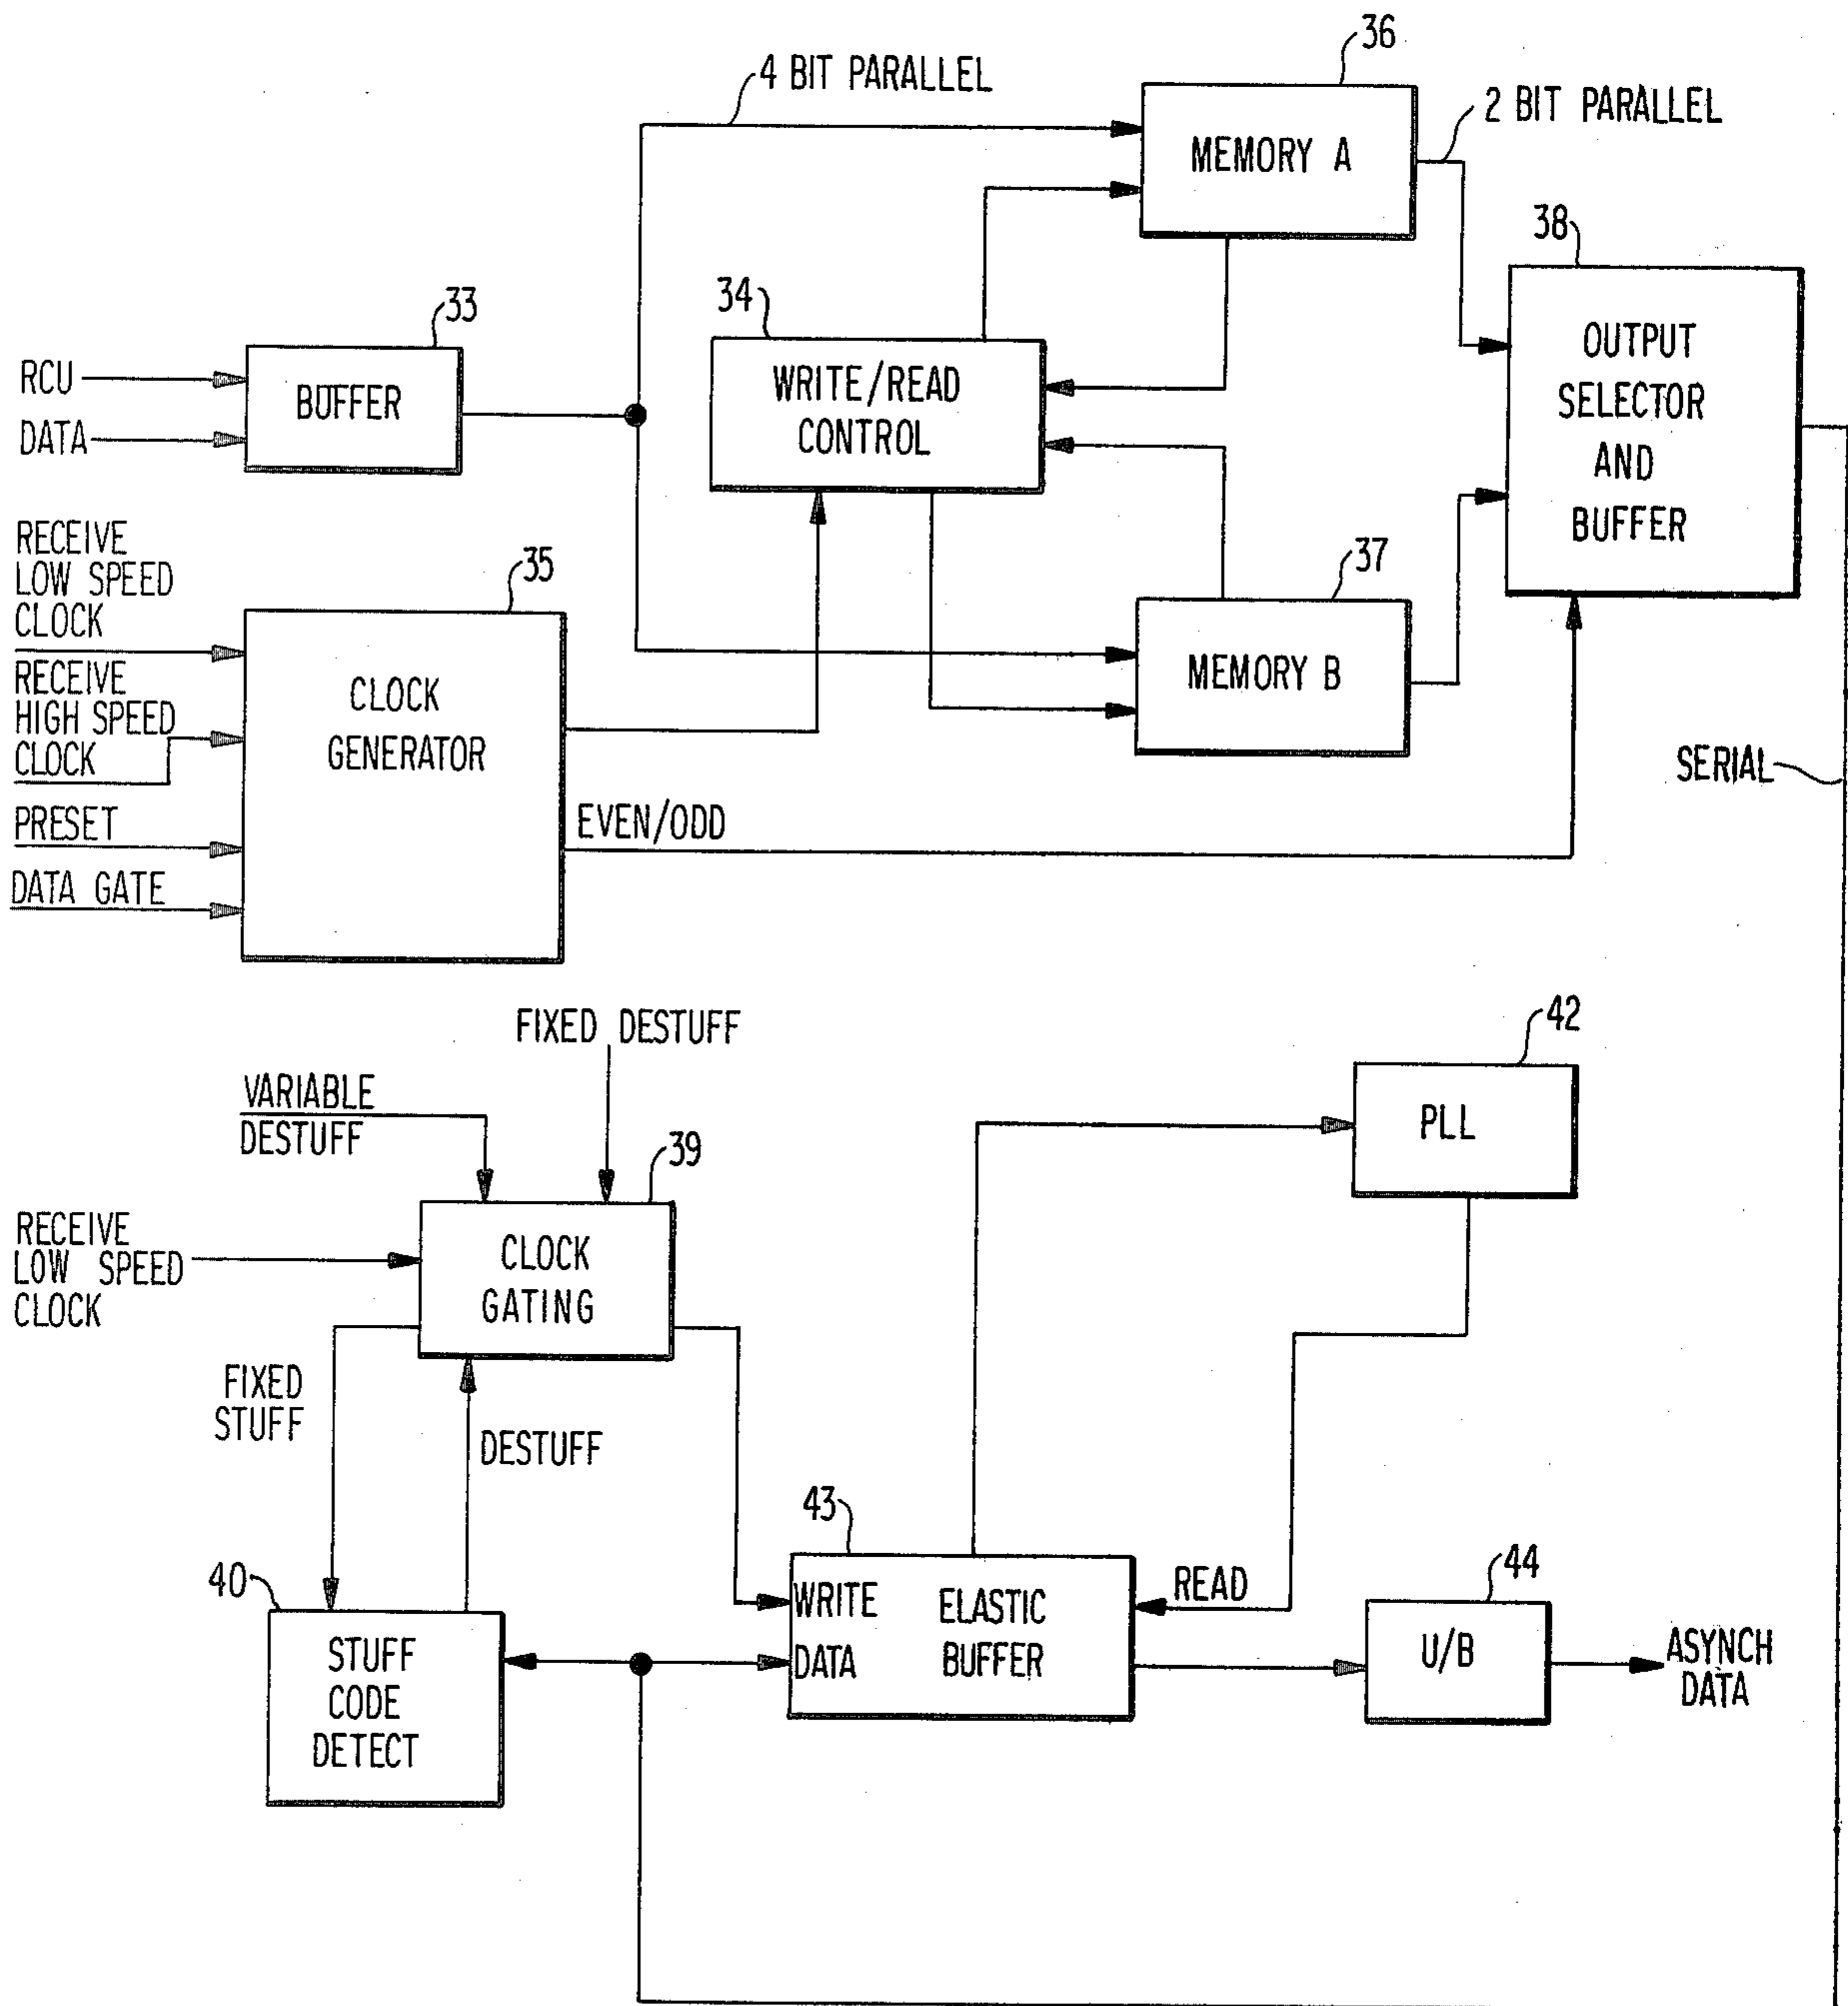 36
4 BIT PARALLEL
MEMORY A
2 BIT PARALLEL
38
OUTPUT
SELECTOR
AND
BUFFER
33
RCU
DATA
BUFFER
34
WRITE/READ
CONTROL
RECEIVE
LOW SPEED
CLOCK
RECEIVE
HIGH SPEED
CLOCK
PRESET
DATA GATE
35
CLOCK
GENERATOR
EVEN/ODD
37
MEMORY B
SERIAL
FIXED DESTUFF
VARIABLE
DESTUFF
39
RECEIVE
LOW SPEED
CLOCK
CLOCK
GATING
42
PLL
FIXED
STUFF
DESTUFF
40
STUFF
CODE
DETECT
43
WRITE
DATA
ELASTIC
BUFFER
READ
44
U/B
ASYNCH
DATA